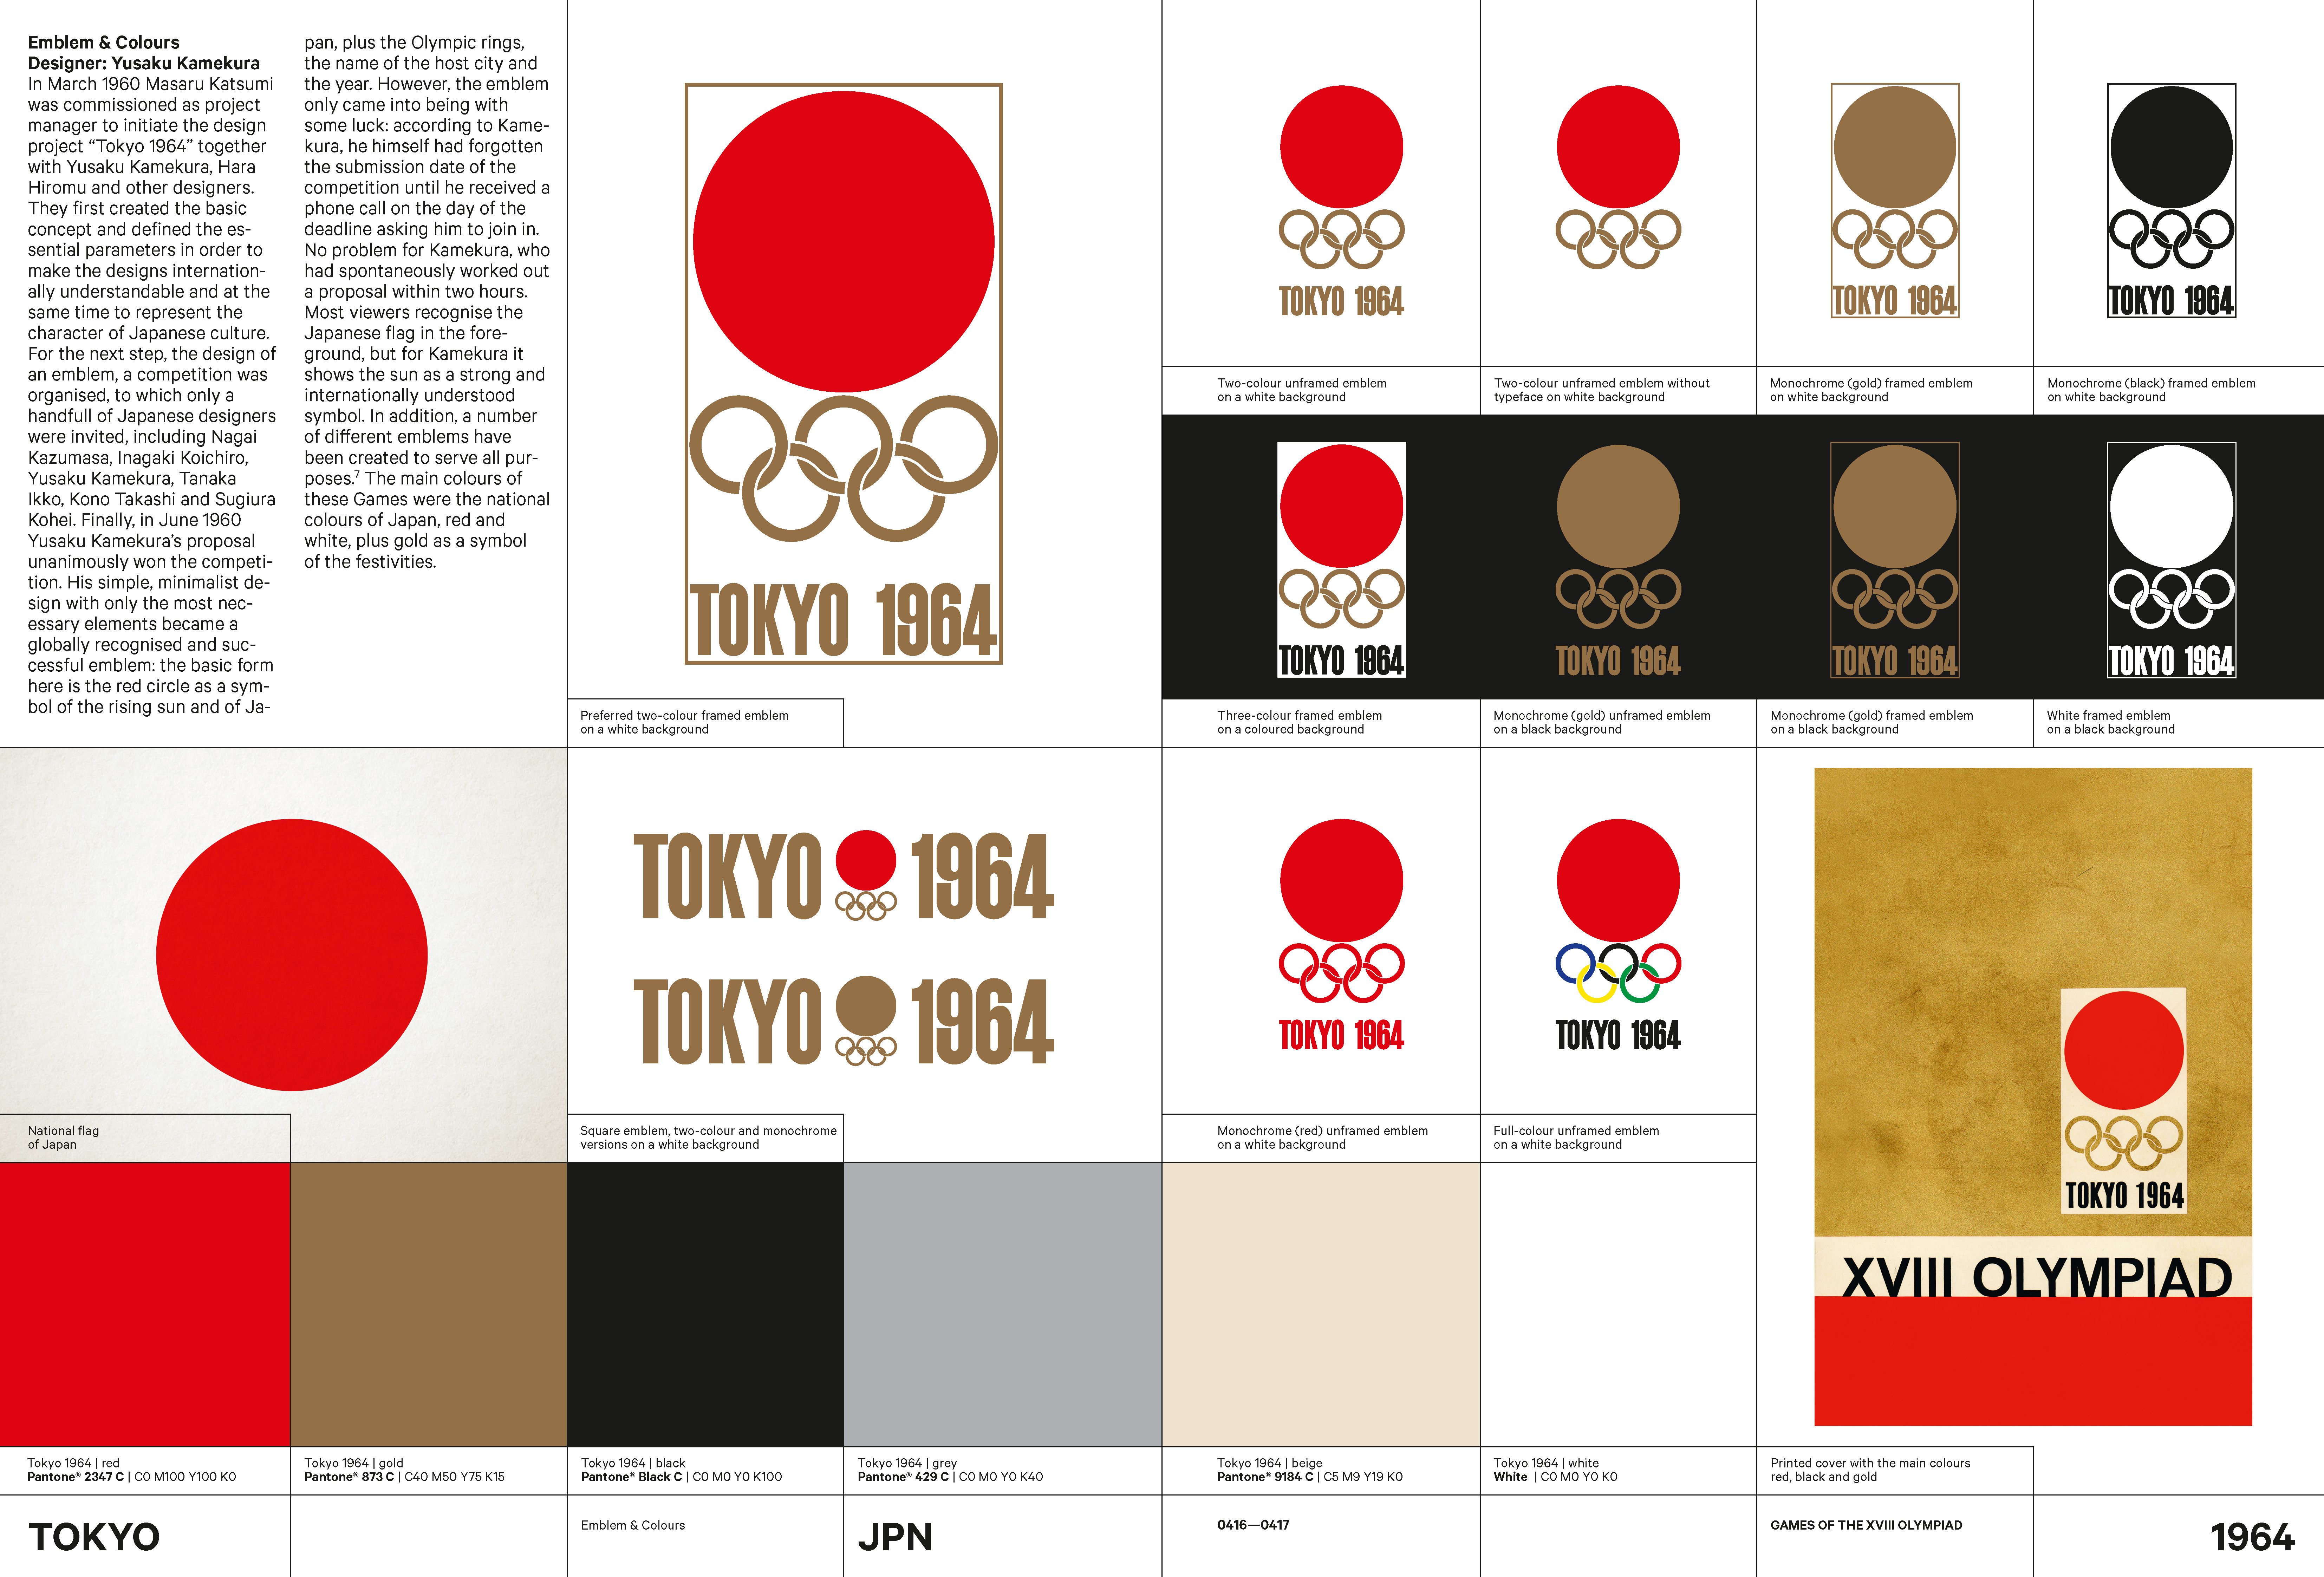 Emblem & Colours
Designer: Yusaku Kamekura
In March 1960 Masaru Katsumi
was commissioned as project
manager to initiate the design
project “Tokyo 1964” together
with Yusaku Kamekura, Hara
Hiromu and other designers.
They first created the basic
concept and defined the es-
sential parameters in order to
make the designs internation-
ally understandable and at the
same time to represent the
character of Japanese culture.
For the next step, the design of
an emblem, a competition was
organised, to which only a
handfull of Japanese designers
were invited, including Nagai
Kazumasa, Inagaki Koichiro,
Yusaku Kamekura, Tanaka
Ikko, Kono Takashi and Sugiura
Kohei. Finally, in June 1960
Yusaku Kamekura’s proposal
unanimously won the competi-
tion. His simple, minimalist de-
sign with only the most nec-
essary elements became a
globally recognised and suc-
cessful emblem: the basic form
here is the red circle as a sym-
bol of the rising sun and of Ja-
pan, plus the Olympic rings,
the name of the host city and
the year. However, the emblem
only came into being with
some luck: according to Kame-
kura, he himself had forgotten
the submission date of the
competition until he received a
phone call on the day of the
deadline asking him to join in.
No problem for Kamekura, who
had spontaneously worked out
a proposal within two hours.
Most viewers recognise the
Japanese flag in the fore-
ground, but for Kamekura it
shows the sun as a strong and
internationally understood
symbol. In addition, a number
of different emblems have
been created to serve all pur-
poses.7 The main colours of
these Games were the national
colours of Japan, red and
white, plus gold as a symbol
of the festivities.
TOKYO 1964
Preferred two-colour framed emblem
on a white background
TOKYO 1964
Two-colour unframed emblem
on a white background
Two-colour unframed emblem without
typeface on white background
TOKYO 1964
Monochrome (gold) framed emblem
on white background
TOKYO 1964
Monochrome (black) framed emblem
on white background
TOKYO 1964
Three-colour framed emblem
on a coloured background
TOKYO 1964
Monochrome (gold) unframed emblem
on a black background
TOKYO 1964
Monochrome (gold) framed emblem
on a black background
TOKYO 1964
White framed emblem
on a black background
National flag
of Japan
TOKYO 1964
TOKYO 1964
Square emblem, two-colour and monochrome
versions on a white background
TOKYO 1964
Monochrome (red) unframed emblem
on a white background
TOKYO 1964
Full-colour unframed emblem
on a white background
TOKYO 1964
XVIII OLYMPIAD
Printed cover with the main colours
red, black and gold
Tokyo 1964 | red
Pantone® 2347 C | C0 M100 Y100 K0
Tokyo 1964 | gold
Pantone® 873 C | C40 M50 Y75 K15
Tokyo 1964 | black
Pantone® Black C | C0 M0 Y0 K100
Tokyo 1964 | grey
Pantone® 429 C | C0 M0 Y0 K40
Tokyo 1964 | beige
Pantone® 9184 C | C5 M9 Y19 K0
Tokyo 1964 | white
White | C0 M0 Y0 K0
TOKYO
Emblem & Colours
JPN
0416—0417
GAMES OF THE XVIII OLYMPIAD
1964